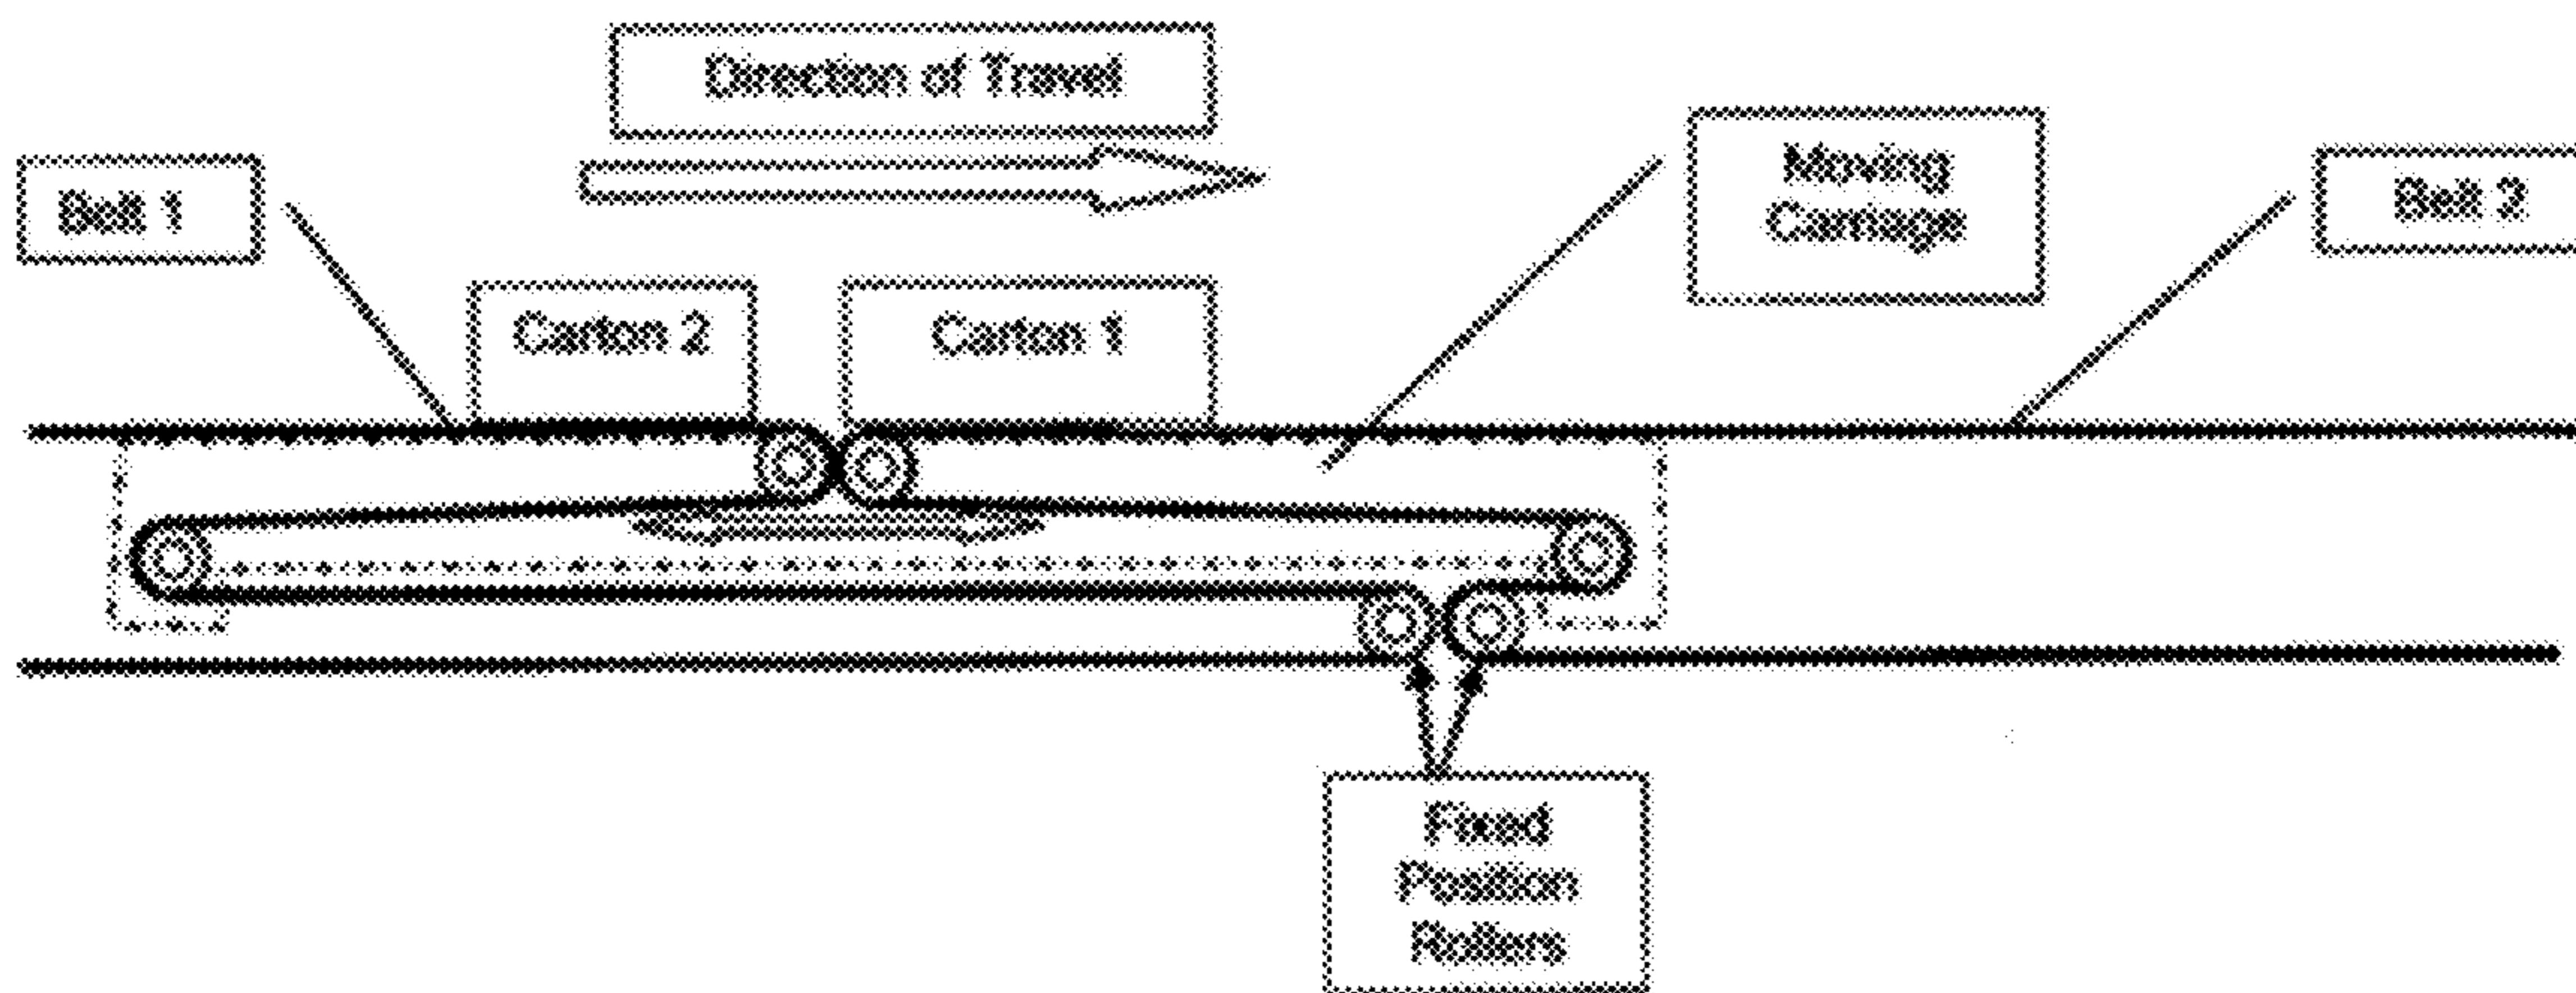 Direction of Travel
Belt 1
Moving
Carriage
Belt 2
Carton 2
Carton 1
Fixed
Position
Rollers